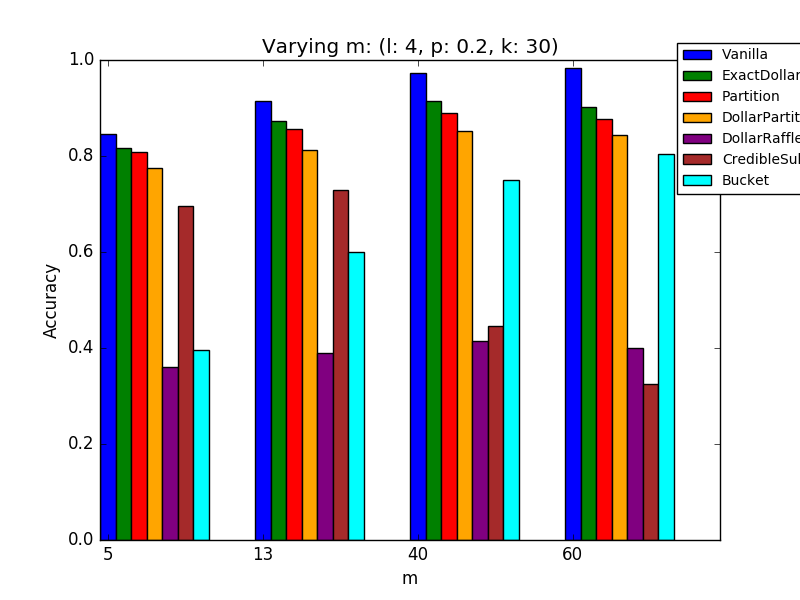 Varying m: (l: 4, p: 0.2, k: 30)
Vanilla
ExactDollar
Partition
DollarPartit
DollarRaffle
CredibleSu
Bucket
1.0
0.8
0.6
0.4
0.2
0.0
Accuracy
5 13 40 60
m